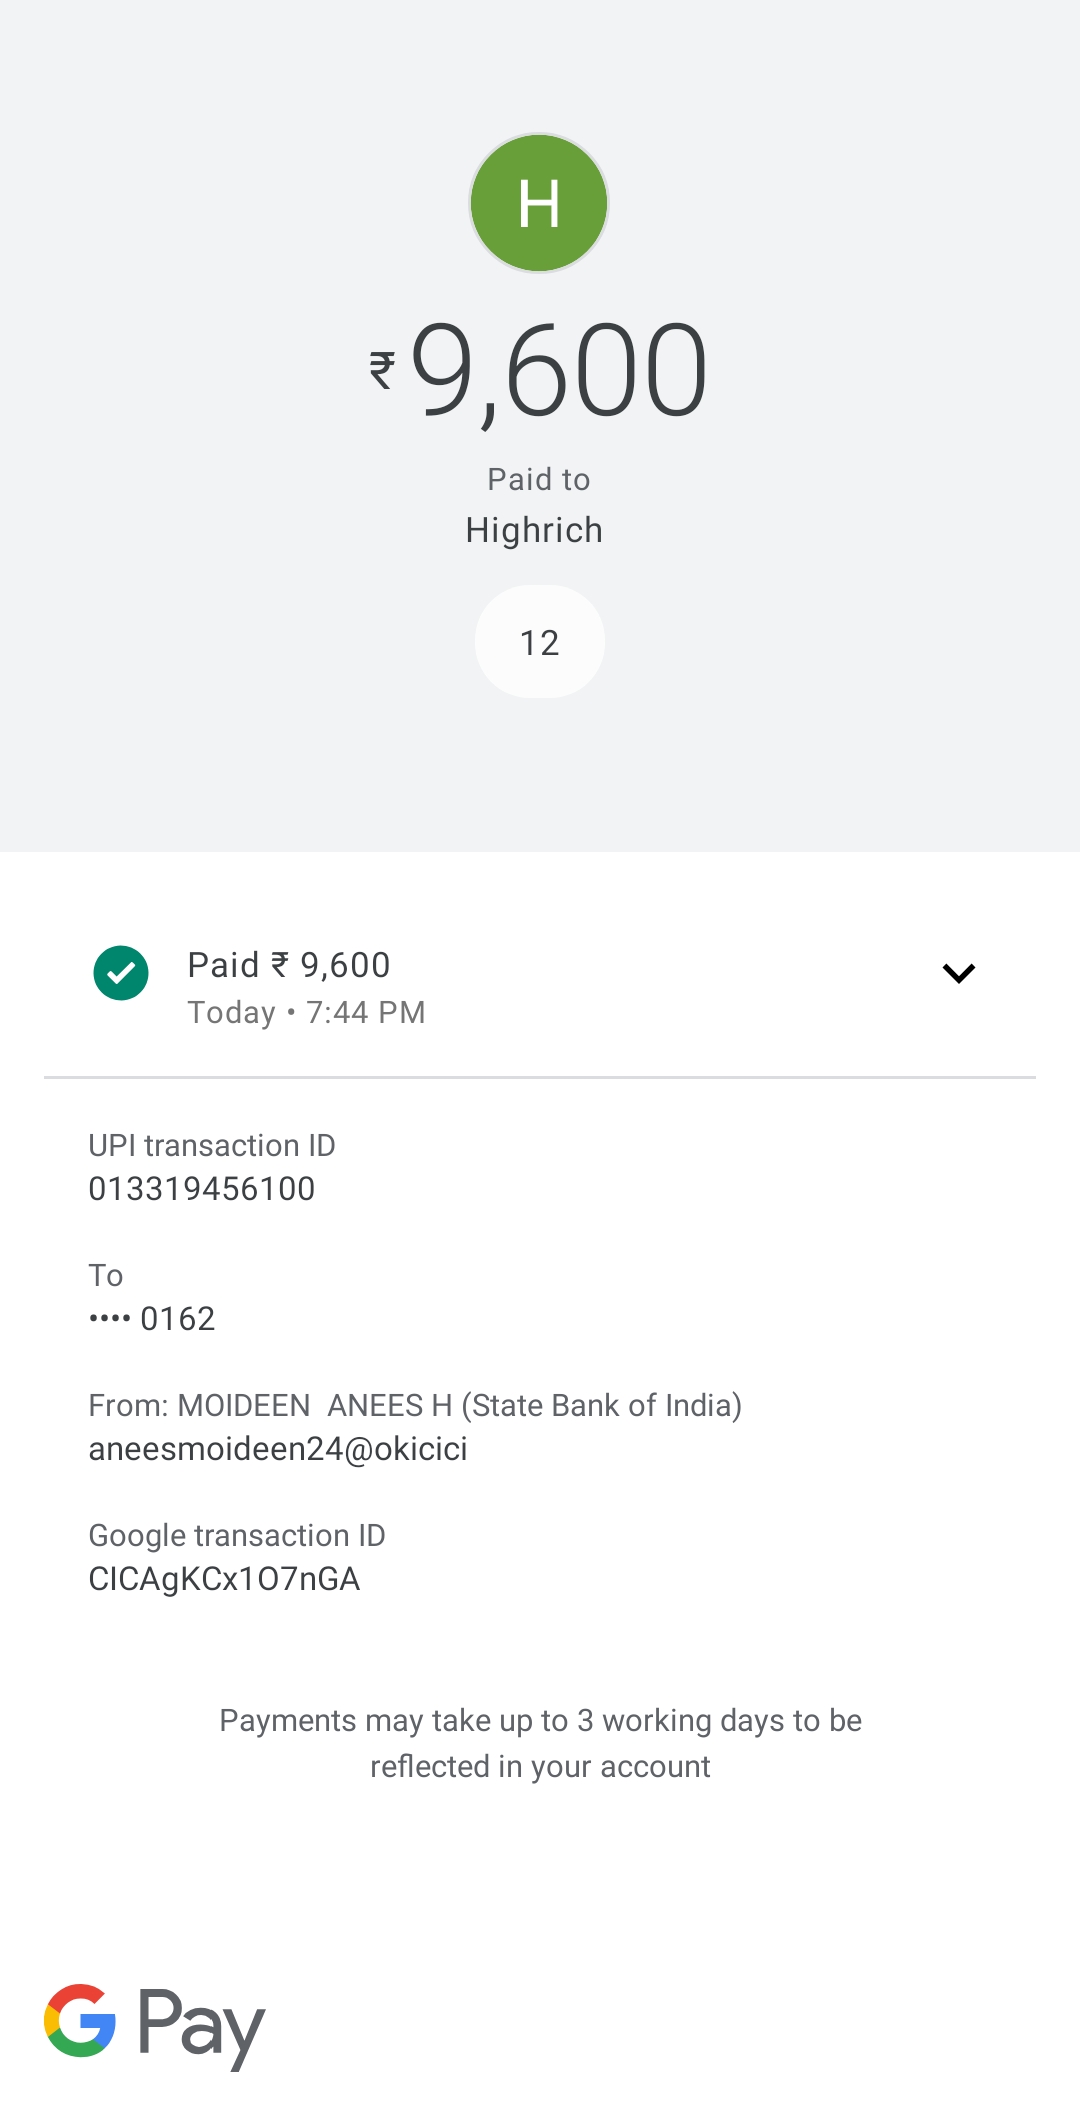 H
₹9,600
Paid to
Highrich
12
Paid ₹ 9,600
Today • 7:44 PM
UPI transaction ID
013319456100
To
•••• 0162
From: MOIDEEN  ANEES H (State Bank of India)
aneesmoideen24@okicici
Google transaction ID
CICAgKCx1O7nGA
Payments may take up to 3 working days to be
reflected in your account
G Pay